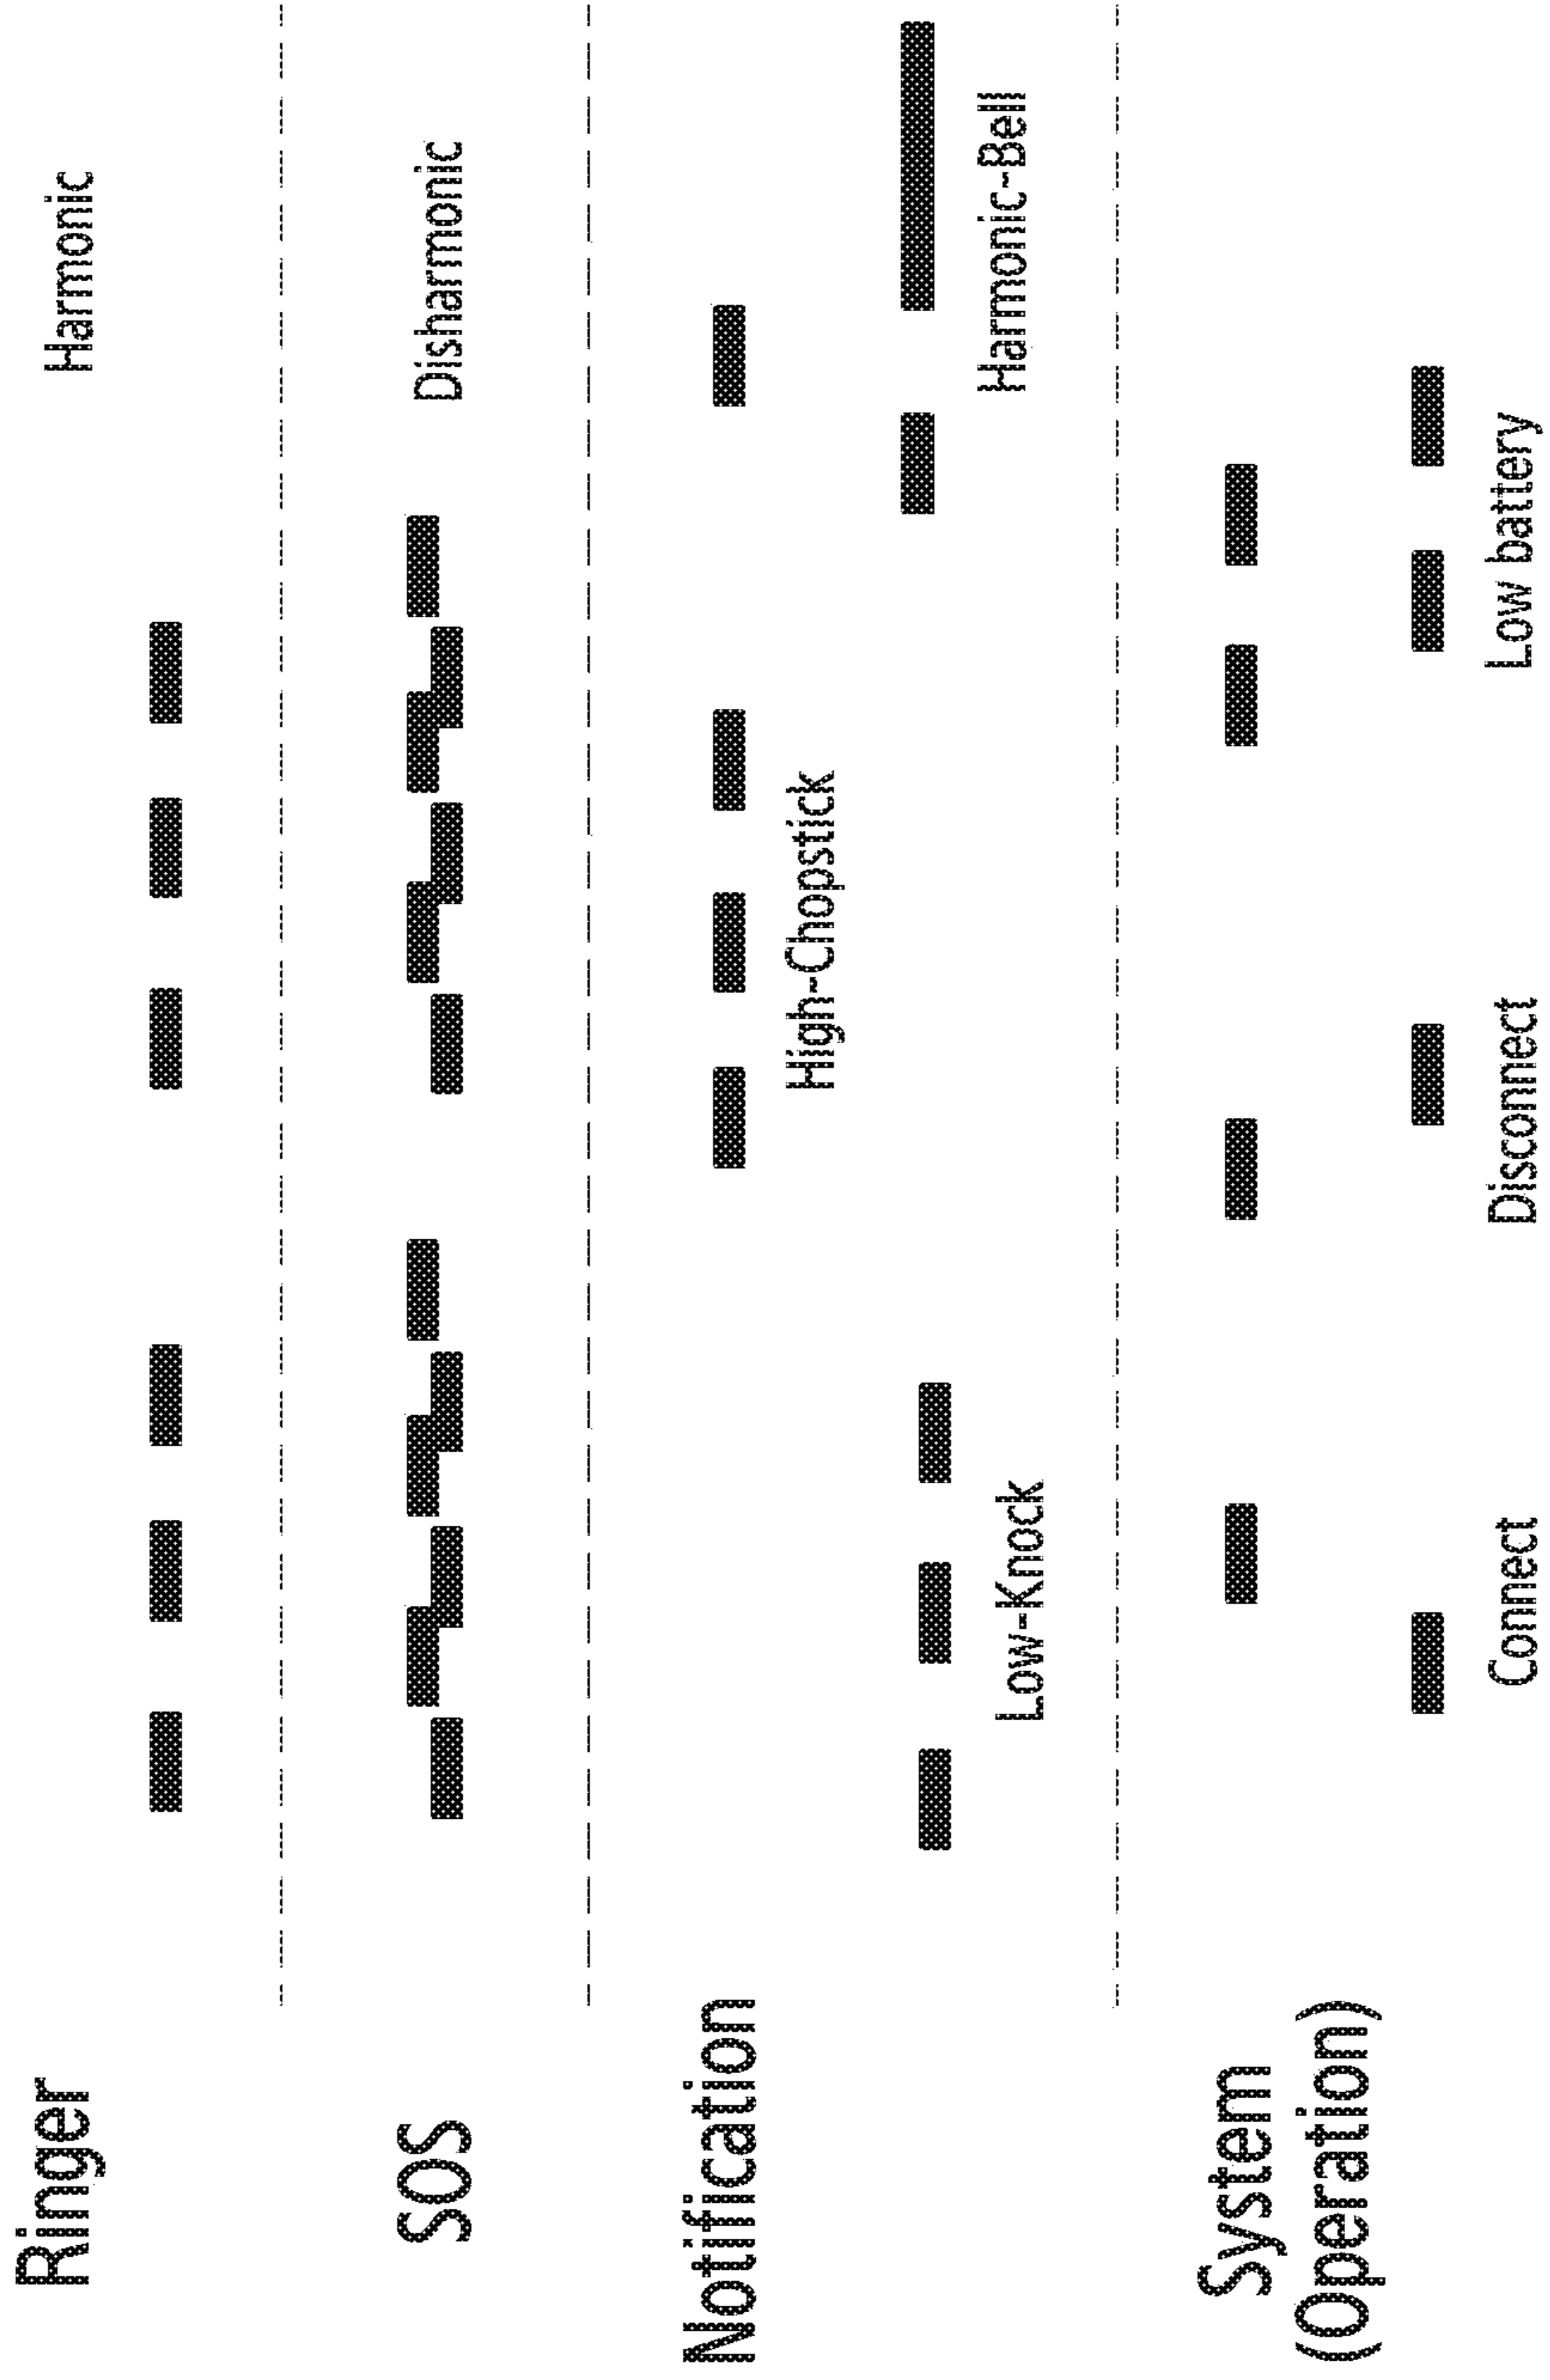 Ringer
Harmonic
SOS
Disharmonic
Notification
High-Chopstick
Low-Knock
Harmonic-Bell
System
(Operation)
Connect
Disconnect
Low battery